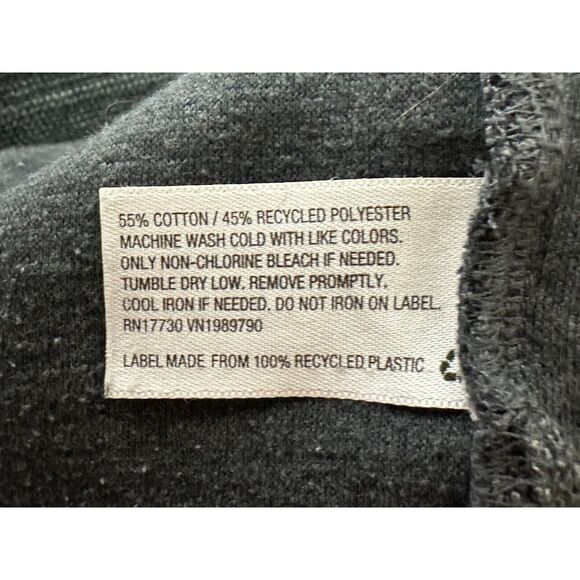 55% COTTON / 45% RECYCLED POLYESTER
MACHINE WASH COLD WITH LIKE COLORS.
ONLY NON-CHLORINE BLEACH IF NEEDED.
TUMBLE DRY LOW. REMOVE PROMPTLY.
COOL IRON IF NEEDED. DO NOT IRON ON LABEL.
RN17730 VN1989790
LABEL MADE FROM 100% RECYCLED PLASTIC